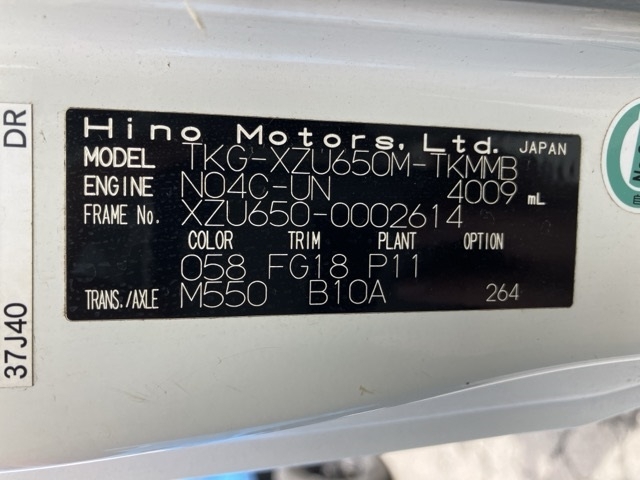 Hino Motors, Ltd. JAPAN
MODEL TKG-XZU650M-TKMMB
ENGINE N04C-UN 4009 mL
FRAME No. XZU650-0002614
COLOR TRIM PLANT OPTION
058 FG18 P11
TRANS./AXLE M550 B10A 264
37J40 DR